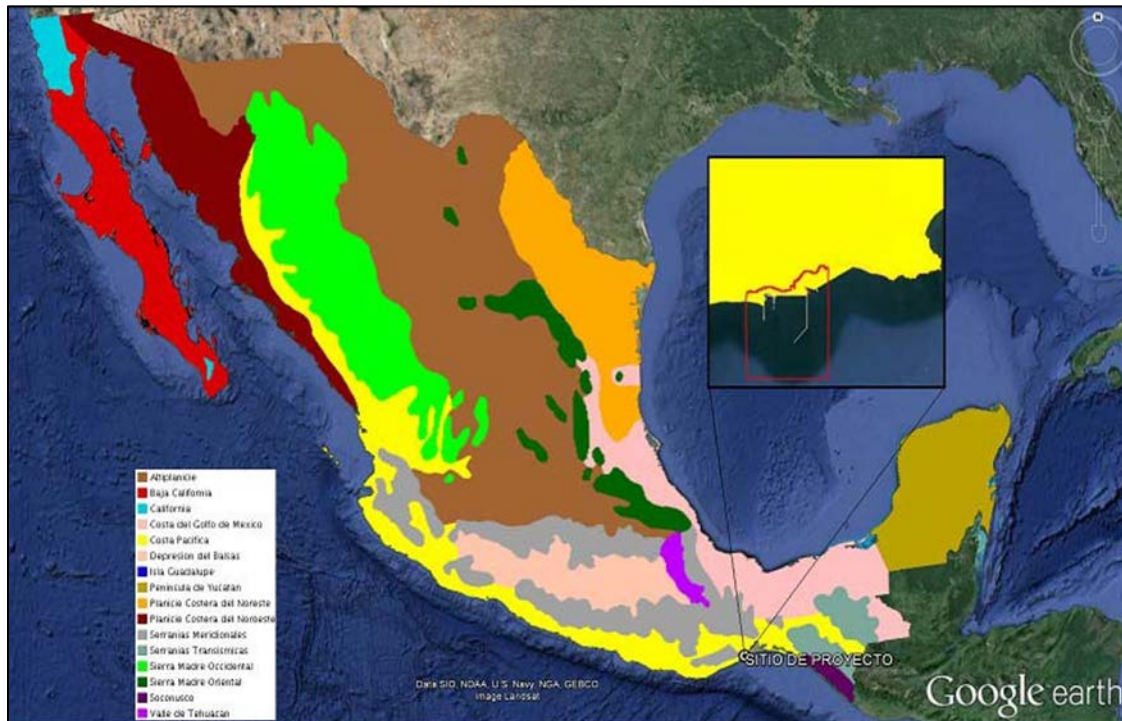 N
Altiplanicie
Baja California
California
Costa del Golfo de Mexico
Costa Pacifica
Depresion del Balsas
Isla Guadalupe
Peninsula de Yucatan
Planicie Costera del Noreste
Planicie Costera del Noroeste
Serranias Meridionales
Serranias Transismicas
Sierra Madre Occidental
Sierra Madre Oriental
Soconusco
Valle de Tehuacan
SITIO DE PROYECTO
Data SIO, NOAA, U.S. Navy, NGA, GEBCO
Image Landsat
Google earth